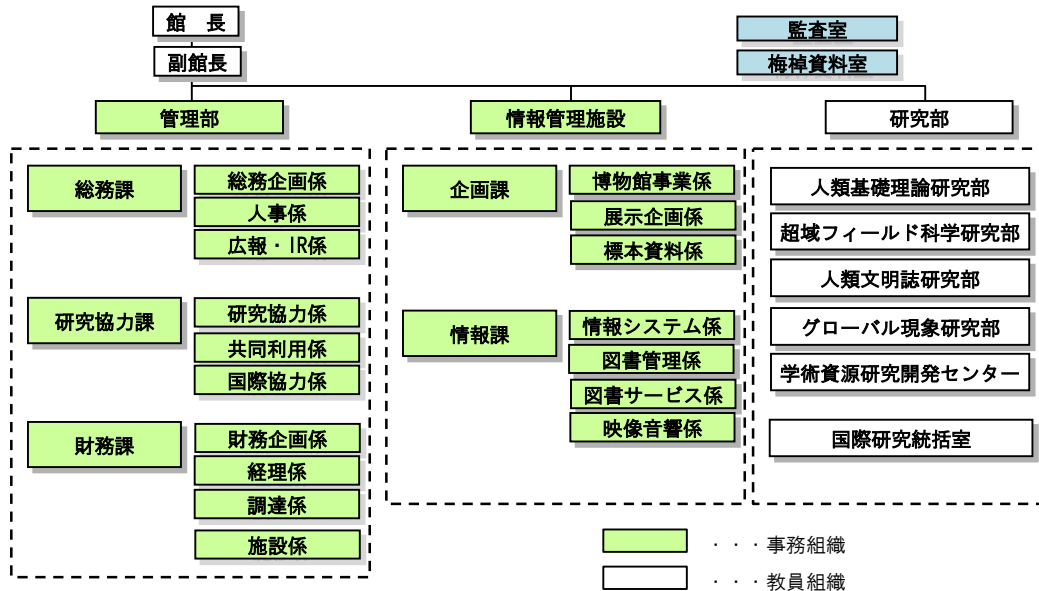 館　長
副館長
監査室
梅棹資料室
管理部
情報管理施設
研究部
総務課
総務企画係
人事係
広報・IR係
研究協力課
研究協力係
共同利用係
国際協力係
財務課
財務企画係
経理係
調達係
施設係
企画課
博物館事業係
展示企画係
標本資料係
情報課
情報システム係
図書管理係
図書サービス係
映像音響係
人類基礎理論研究部
超域フィールド科学研究部
人類文明誌研究部
グローバル現象研究部
学術資源研究開発センター
国際研究統括室
・・・事務組織
・・・教員組織